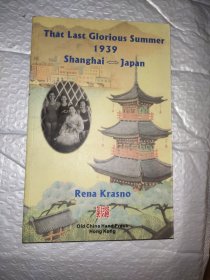 That Last Glorious Summer
1939
Shanghai ⟺ Japan
Rena Krasno
Old China Hand Press
Hong Kong